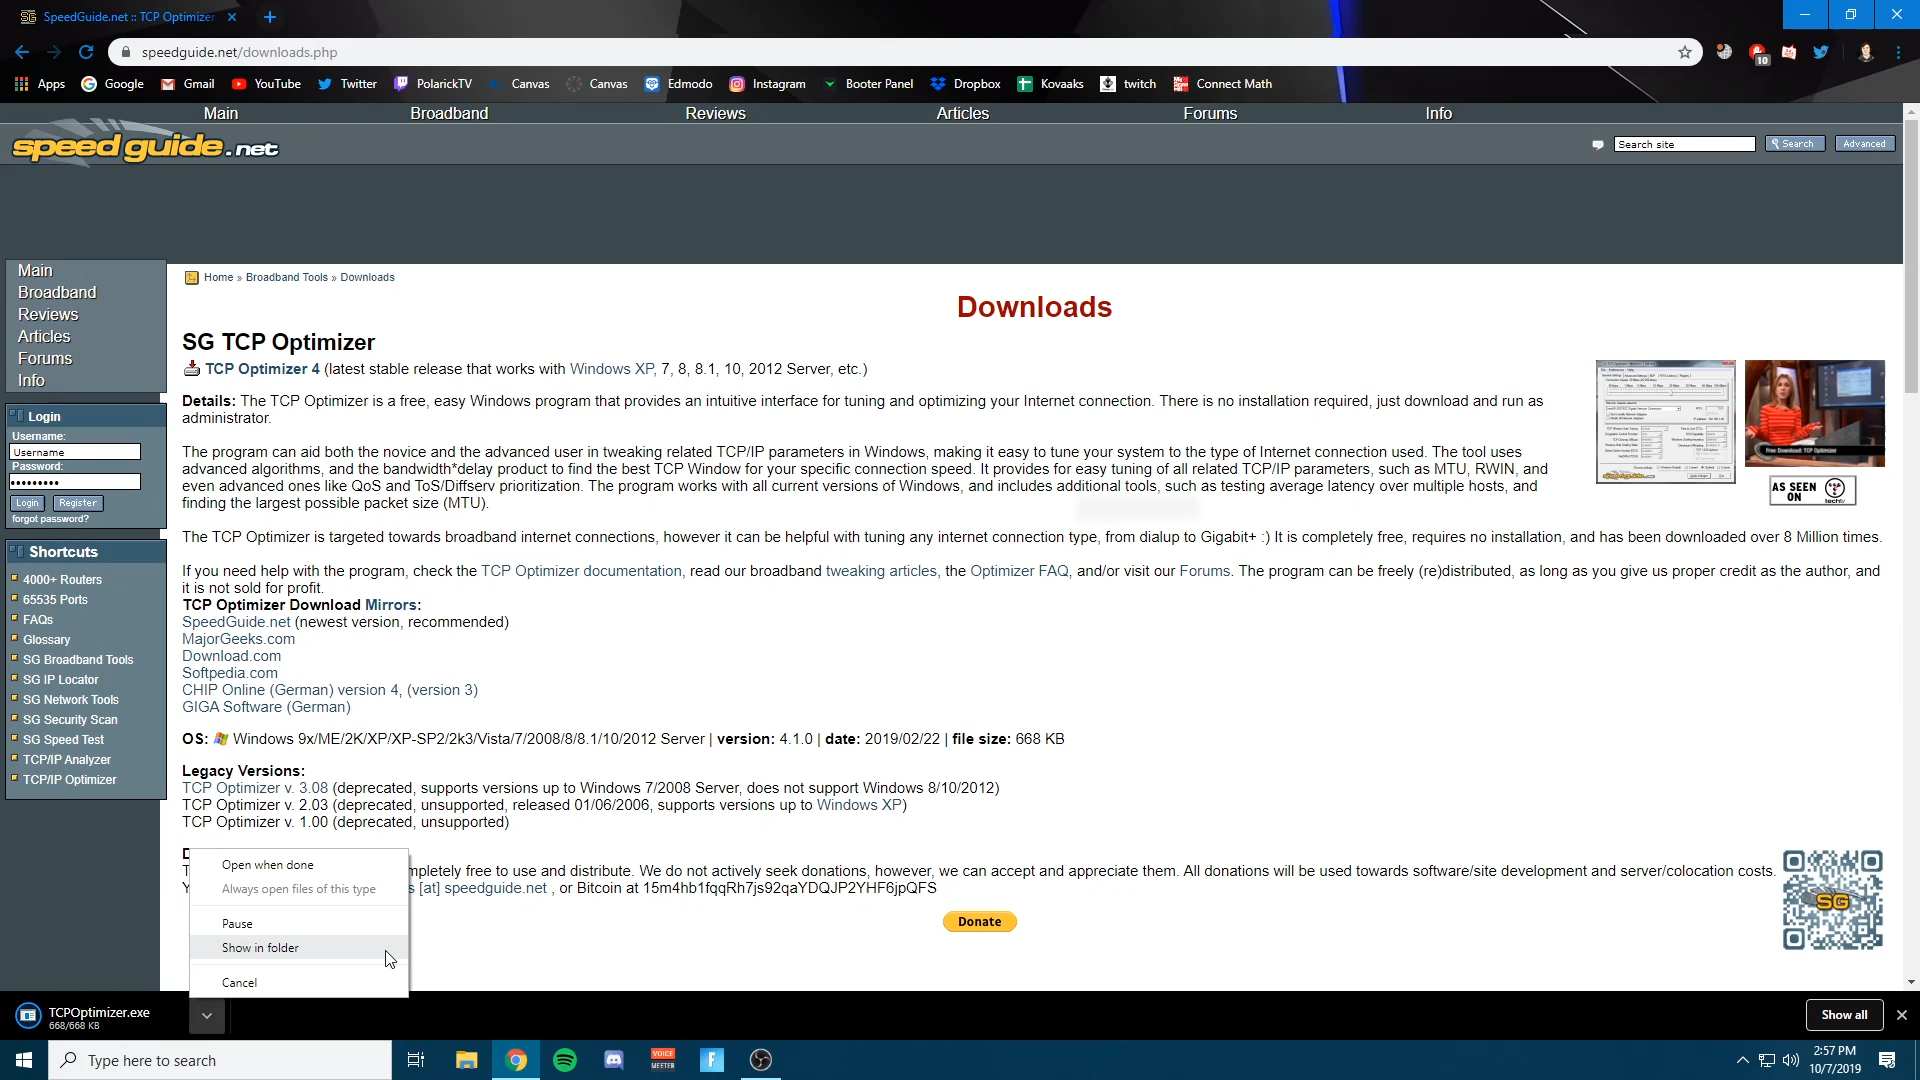 SpeedGuide.net :: TCP Optimizer
speedguide.net/downloads.php
10
Apps
Google
Gmail
YouTube
Twitter
PolarickTV
Canvas
Canvas
Edmodo
Instagram
Booter Panel
Dropbox
Kovaaks
twitch
Connect Math
Main
Broadband
Reviews
Articles
Forums
Info
speed guide.net
Search site
Search
Advanced
Main
Broadband
Reviews
Articles
Forums
Info
Login
Username:
Username
Password:
Login
Register
forgot password?
Shortcuts
4000+ Routers
65535 Ports
FAQs
Glossary
SG Broadband Tools
SG IP Locator
SG Network Tools
SG Security Scan
SG Speed Test
TCP/IP Analyzer
TCP/IP Optimizer
Home » Broadband Tools » Downloads
Downloads
SG TCP Optimizer
TCP Optimizer 4 (latest stable release that works with Windows XP, 7, 8, 8.1, 10, 2012 Server, etc.)
Details: The TCP Optimizer is a free, easy Windows program that provides an intuitive interface for tuning and optimizing your Internet connection. There is no installation required, just download and run as
administrator.
The program can aid both the novice and the advanced user in tweaking related TCP/IP parameters in Windows, making it easy to tune your system to the type of Internet connection used. The tool uses
advanced algorithms, and the bandwidth*delay product to find the best TCP Window for your specific connection speed. It provides for easy tuning of all related TCP/IP parameters, such as MTU, RWIN, and
even advanced ones like QoS and ToS/Diffserv prioritization. The program works with all current versions of Windows, and includes additional tools, such as testing average latency over multiple hosts, and
finding the largest possible packet size (MTU).
Free Download: TCP Optimizer
AS SEEN
ON
techtv
The TCP Optimizer is targeted towards broadband internet connections, however it can be helpful with tuning any internet connection type, from dialup to Gigabit+ :) It is completely free, requires no installation, and has been downloaded over 8 Million times.
If you need help with the program, check the TCP Optimizer documentation, read our broadband tweaking articles, the Optimizer FAQ, and/or visit our Forums. The program can be freely (re)distributed, as long as you give us proper credit as the author, and
it is not sold for profit.
TCP Optimizer Download Mirrors:
SpeedGuide.net (newest version, recommended)
MajorGeeks.com
Download.com
Softpedia.com
CHIP Online (German) version 4, (version 3)
GIGA Software (German)
OS: Windows 9x/ME/2K/XP/XP-SP2/2k3/Vista/7/2008/8/8.1/10/2012 Server | version: 4.1.0 | date: 2019/02/22 | file size: 668 KB
Legacy Versions:
TCP Optimizer v. 3.08 (deprecated, supports versions up to Windows 7/2008 Server, does not support Windows 8/10/2012)
TCP Optimizer v. 2.03 (deprecated, unsupported, released 01/06/2006, supports versions up to Windows XP)
TCP Optimizer v. 1.00 (deprecated, unsupported)
mpletely free to use and distribute. We do not actively seek donations, however, we can accept and appreciate them. All donations will be used towards software/site development and server/colocation costs.
s [at] speedguide.net , or Bitcoin at 15m4hb1fqqRh7js92qaYDQJP2YHF6jpQFS
Donate
SG
Open when done
Always open files of this type
Pause
Show in folder
Cancel
TCPOptimizer.exe
668/668 KB
Show all
Type here to search
VOICE
MEETER
2:57 PM
10/7/2019